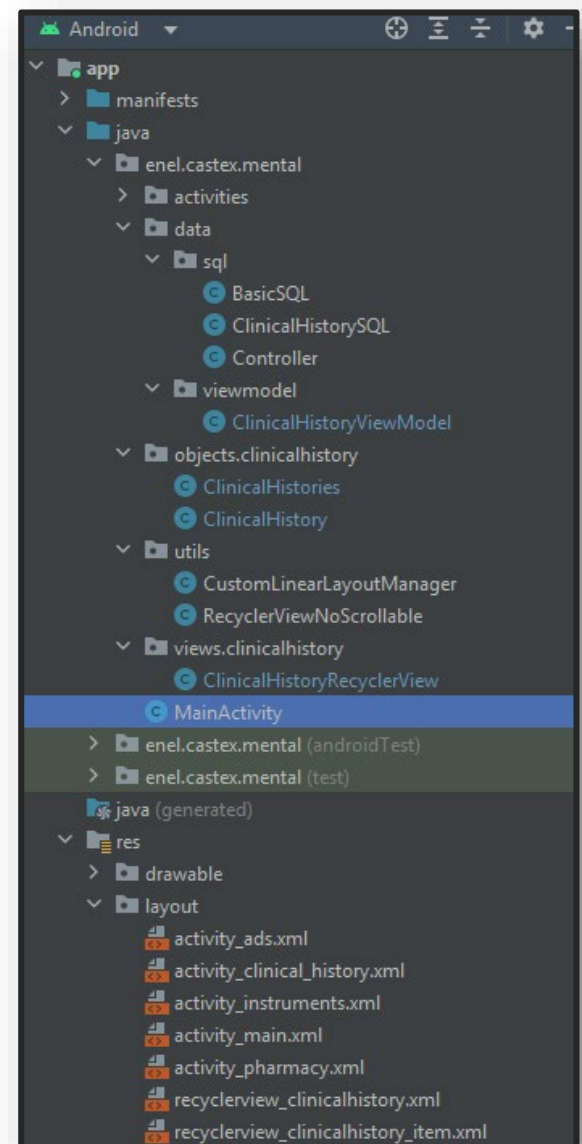 Android
app
manifests
java
enel.castex.mental
activities
data
sql
BasicSQL
ClinicalHistorySQL
Controller
viewmodel
ClinicalHistoryViewModel
objects.clinicalhistory
ClinicalHistories
ClinicalHistory
utils
CustomLinearLayoutManager
RecyclerViewNoScrollable
views.clinicalhistory
ClinicalHistoryRecyclerView
MainActivity
enel.castex.mental (androidTest)
enel.castex.mental (test)
java (generated)
res
drawable
layout
activity_ads.xml
activity_clinical_history.xml
activity_instruments.xml
activity_main.xml
activity_pharmacy.xml
recyclerview_clinicalhistory.xml
recyclerview_clinicalhistory_item.xml